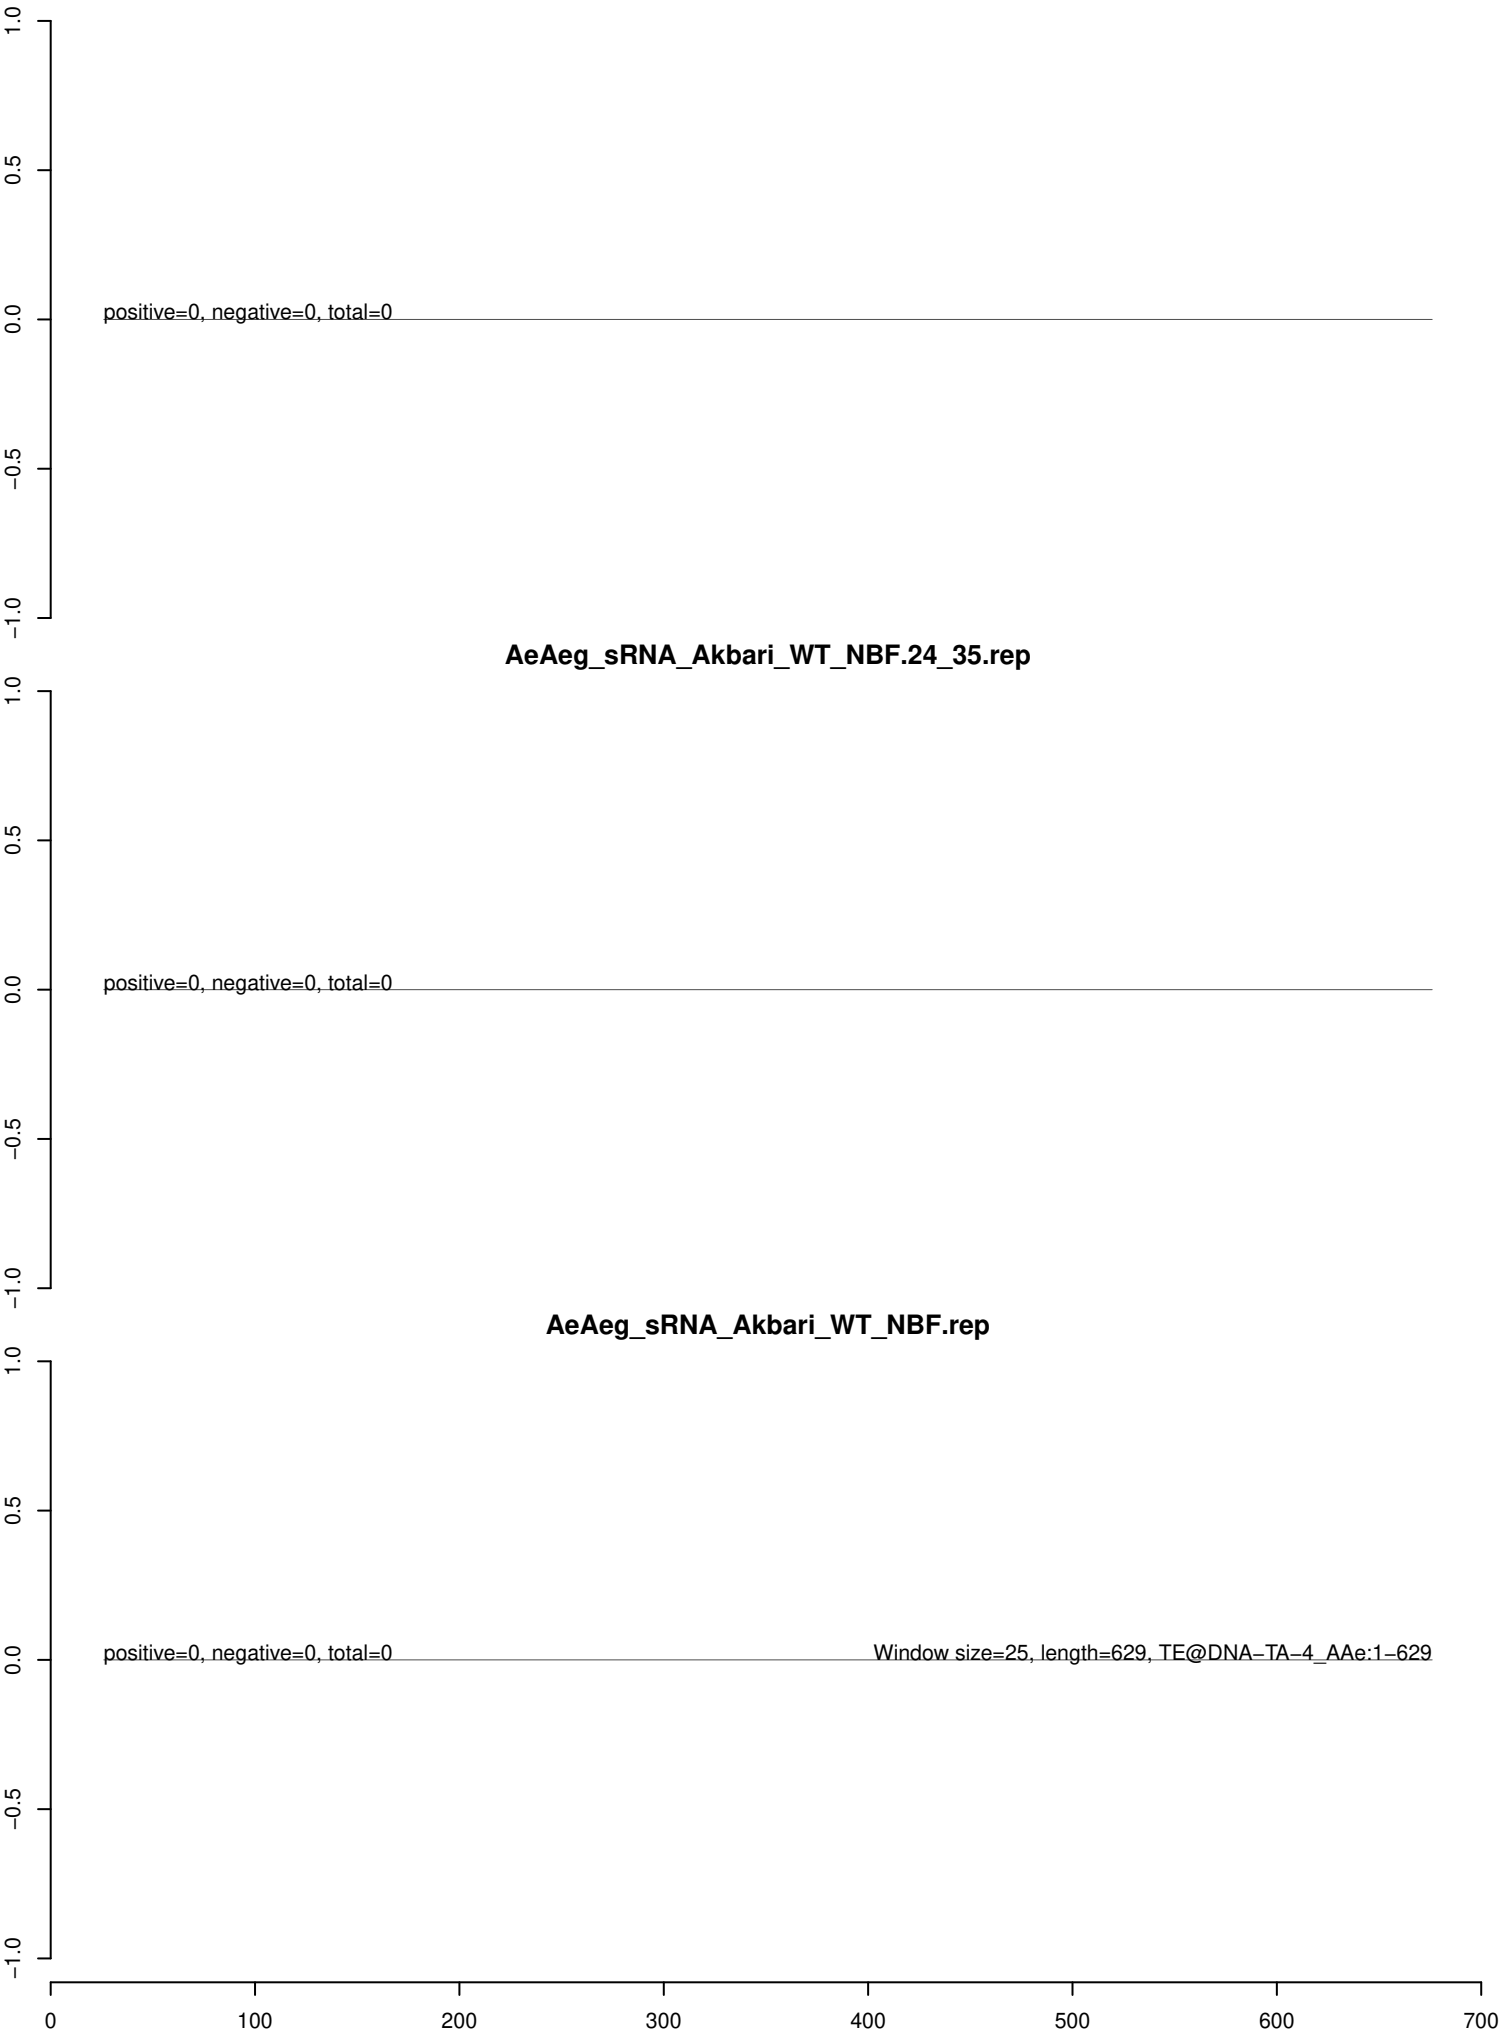 1.0
0.5
0.0
−0.5
−1.0
positive=0, negative=0, total=0
AeAeg_sRNA_Akbari_WT_NBF.24_35.rep
1.0
0.5
0.0
−0.5
−1.0
positive=0, negative=0, total=0
AeAeg_sRNA_Akbari_WT_NBF.rep
1.0
0.5
0.0
−0.5
−1.0
positive=0, negative=0, total=0
Window size=25, length=629, TE@DNA−TA−4_AAe:1−629
0 100 200 300 400 500 600 700